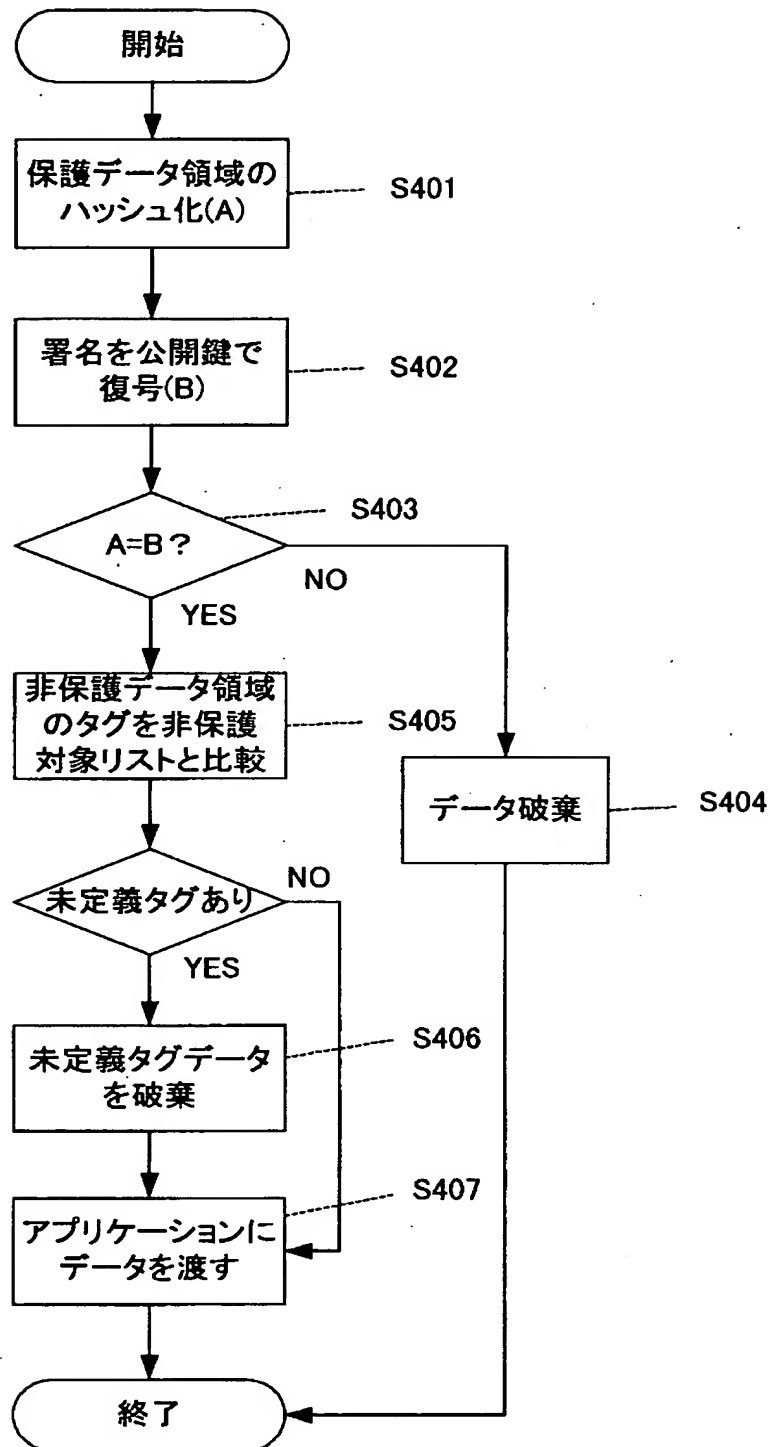 開始
保護データ領域の
ハッシュ化(A)
S401
署名を公開鍵で
復号(B)
S402
S403
A=B?
NO
YES
非保護データ領域
のタグを非保護
対象リストと比較
S405
データ破棄
S404
未定義タグあり
NO
YES
未定義タグデータ
を破棄
S406
アプリケーションに
データを渡す
S407
終了